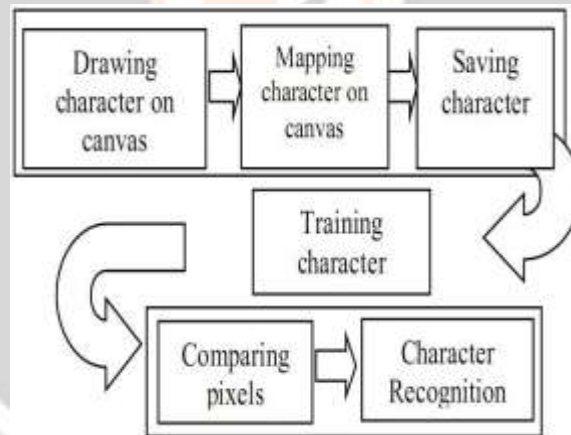 Drawing
character on
canvas
Mapping
character on
canvas
Saving
character
Training
character
Comparing
pixels
Character
Recognition